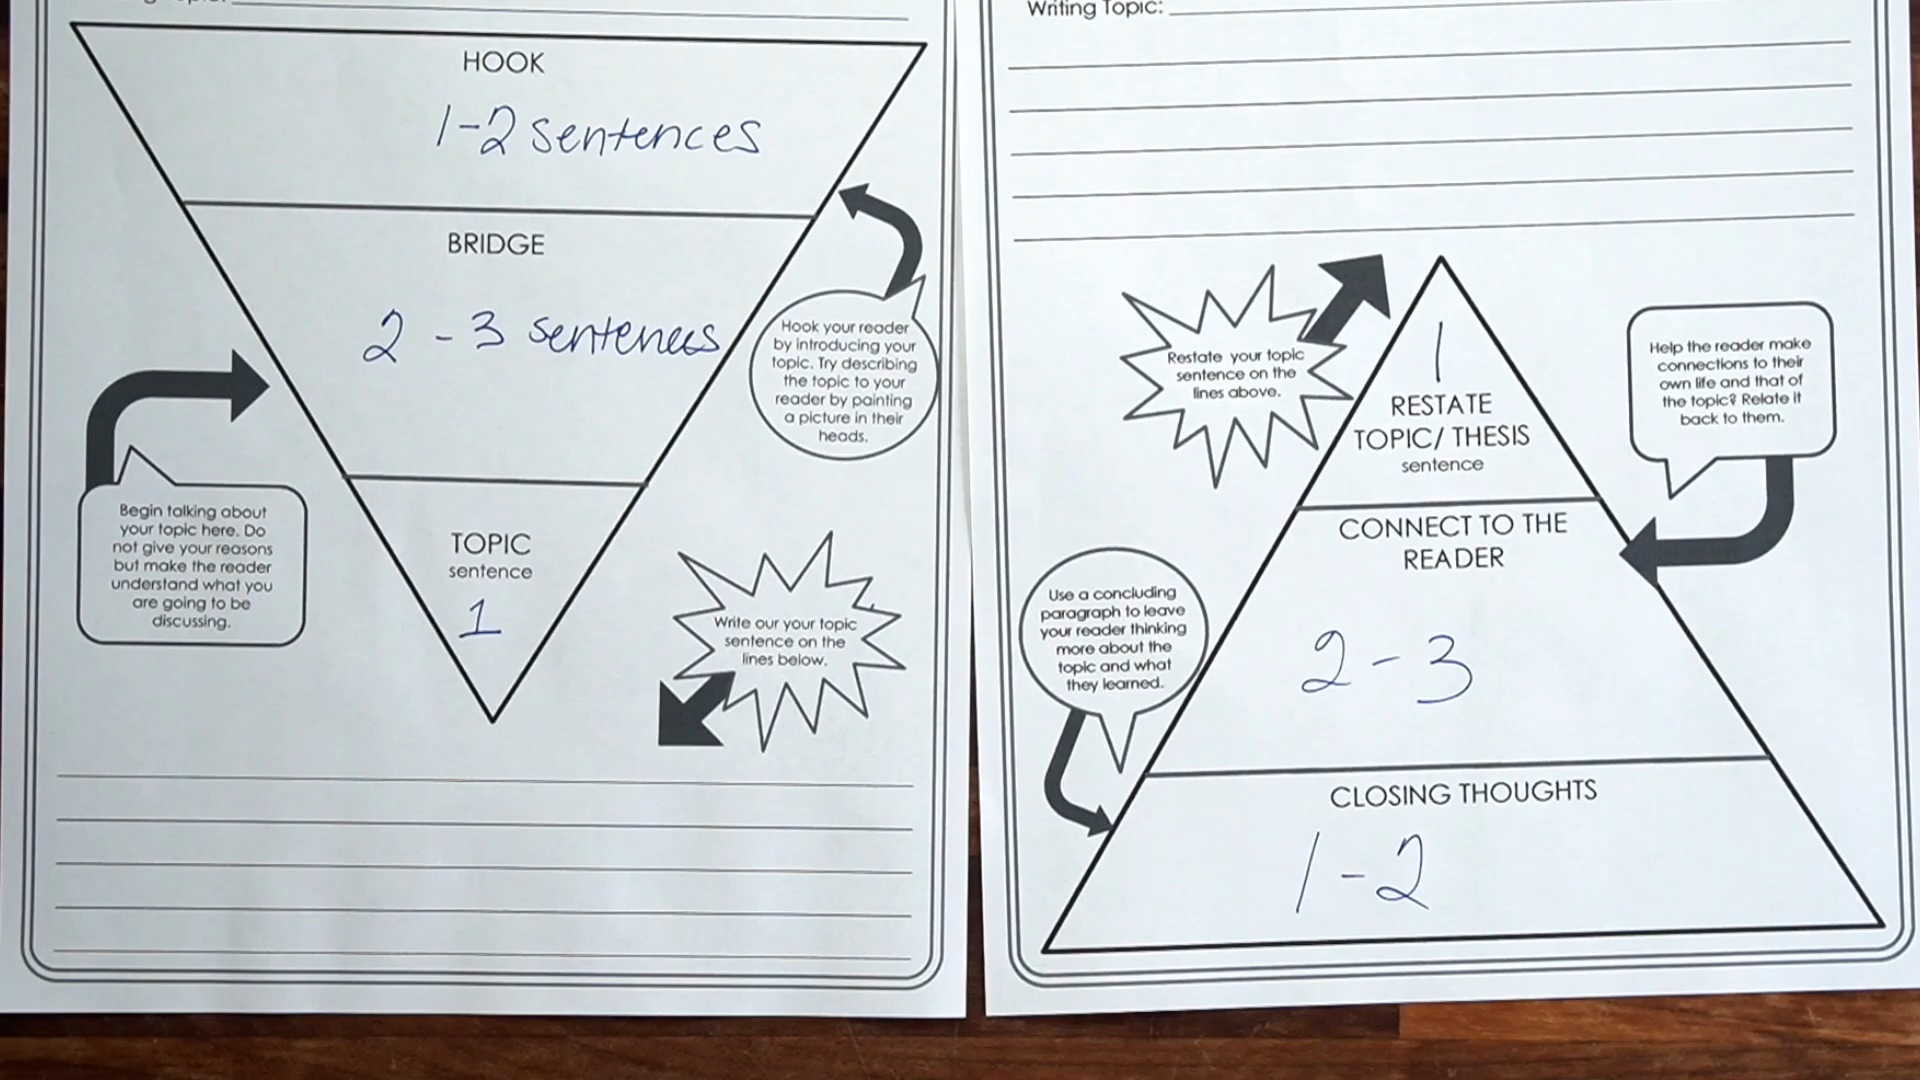 HOOK
1-2 sentences
BRIDGE
2 - 3 sentences
Hook your reader
by introducing your
topic. Try describing
the topic to your
reader by painting
a picture in their
heads.
Begin talking about
your topic here. Do
not give your reasons
but make the reader
understand what you
are going to be
discussing.
TOPIC
sentence
1
Write our your topic
sentence on the
lines below.
Writing Topic:
Restate your topic
sentence on the
lines above.
1
RESTATE
TOPIC/ THESIS
sentence
Help the reader make
connections to their
own life and that of
the topic? Relate it
back to them.
CONNECT TO THE
READER
2 - 3
Use a concluding
paragraph to leave
your reader thinking
more about the
topic and what
they learned.
CLOSING THOUGHTS
1-2